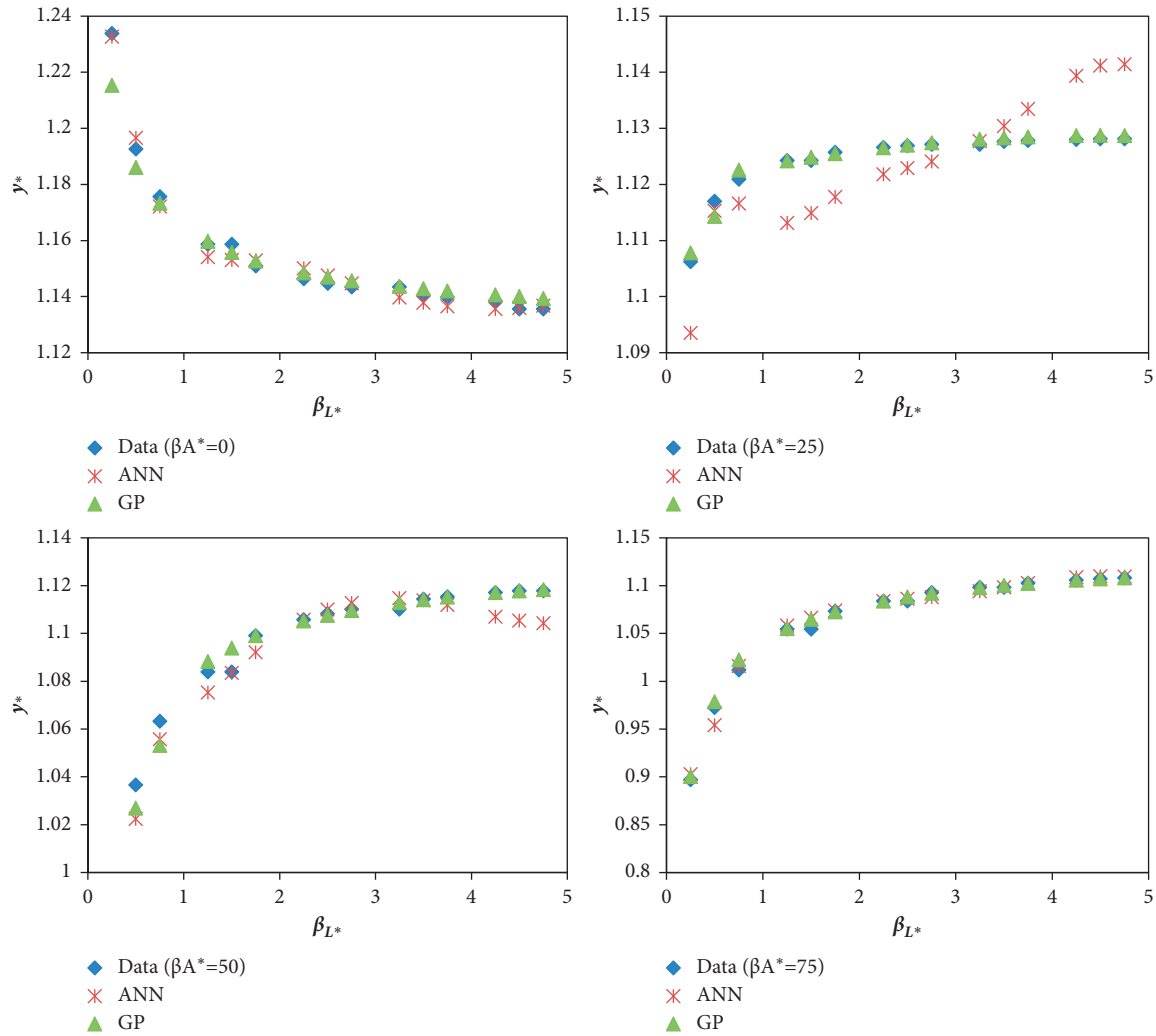 1.24
1.22
1.2
1.18
1.16
1.14
1.12
y*
0 1 2 3 4 5
β_L*
Data (βA*=0)
ANN
GP
1.15
1.14
1.13
1.12
1.11
1.1
1.09
y*
0 1 2 3 4 5
β_L*
Data (βA*=25)
ANN
GP
1.14
1.12
1.1
1.08
1.06
1.04
1.02
1
y*
0 1 2 3 4 5
β_L*
Data (βA*=50)
ANN
GP
1.15
1.1
1.05
1
0.95
0.9
0.85
0.8
y*
0 1 2 3 4 5
β_L*
Data (βA*=75)
ANN
GP